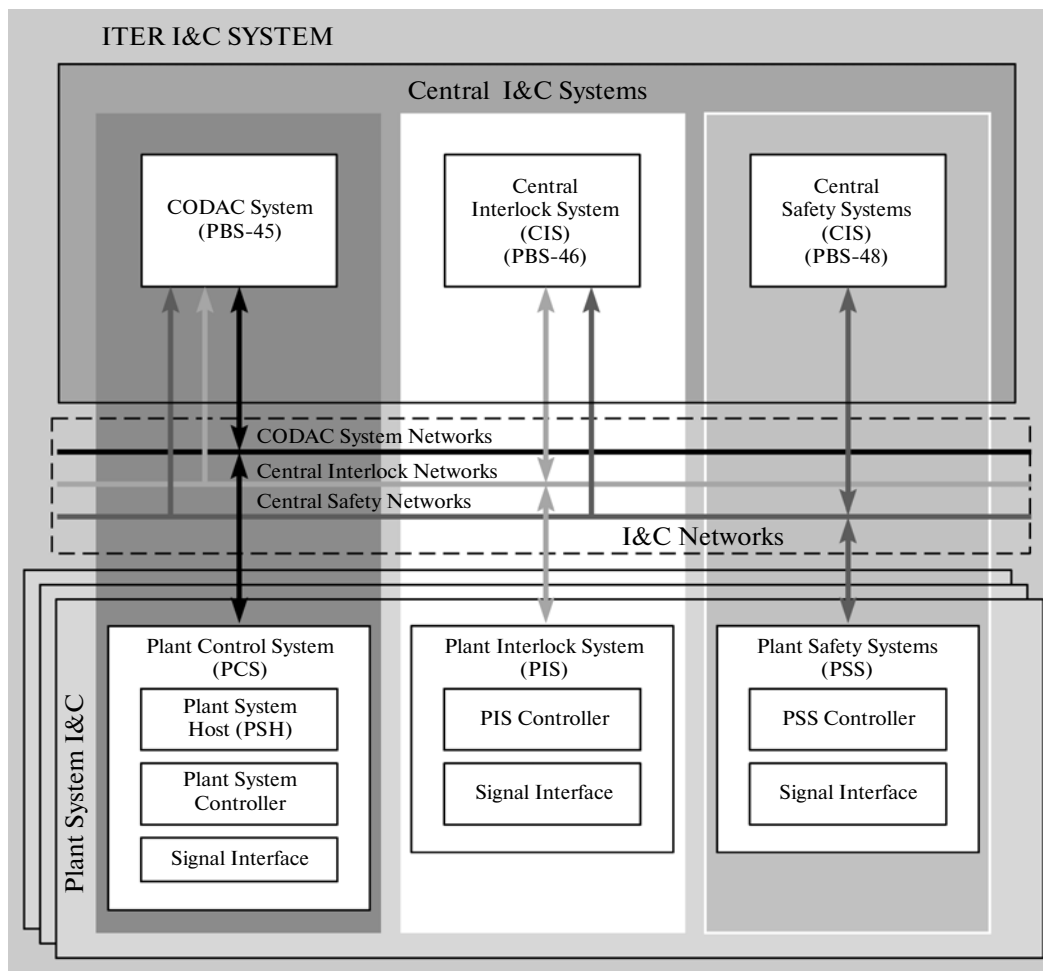 ITER I&C SYSTEM
Central I&C Systems
CODAC System
(PBS-45)
Central
Interlock System
(CIS)
(PBS-46)
Central
Safety Systems
(CIS)
(PBS-48)
CODAC System Networks
Central Interlock Networks
Central Safety Networks
I&C Networks
Plant System I&C
Plant Control System
(PCS)
Plant System
Host (PSH)
Plant System
Controller
Signal Interface
Plant Interlock System
(PIS)
PIS Controller
Signal Interface
Plant Safety Systems
(PSS)
PSS Controller
Signal Interface